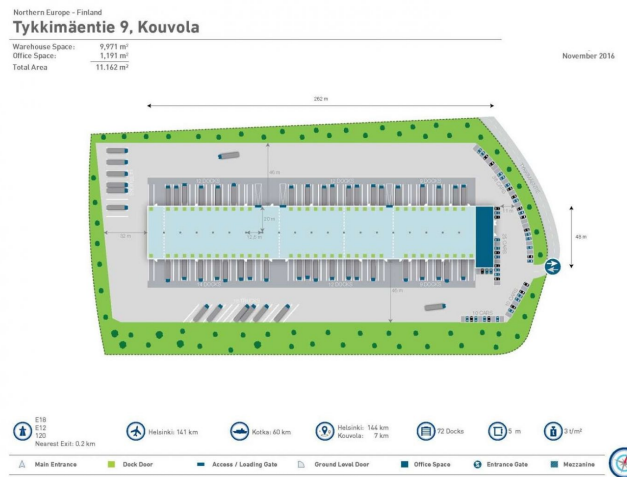 Northern Europe – Finland
Tykkimäentie 9, Kouvola
Warehouse Space: 9,971 m²
Office Space: 1,191 m²
Total Area 11.162 m²
November 2016
262 m
48 m
E18
E12
120
Nearest Exit: 0.2 km
Helsinki: 141 km
Kotka: 60 km
Helsinki: 144 km
Kouvola: 7 km
72 Docks
5 m
3 t/m²
Main Entrance
Dock Door
Access / Loading Gate
Ground Level Door
Office Space
Entrance Gate
Mezzanine